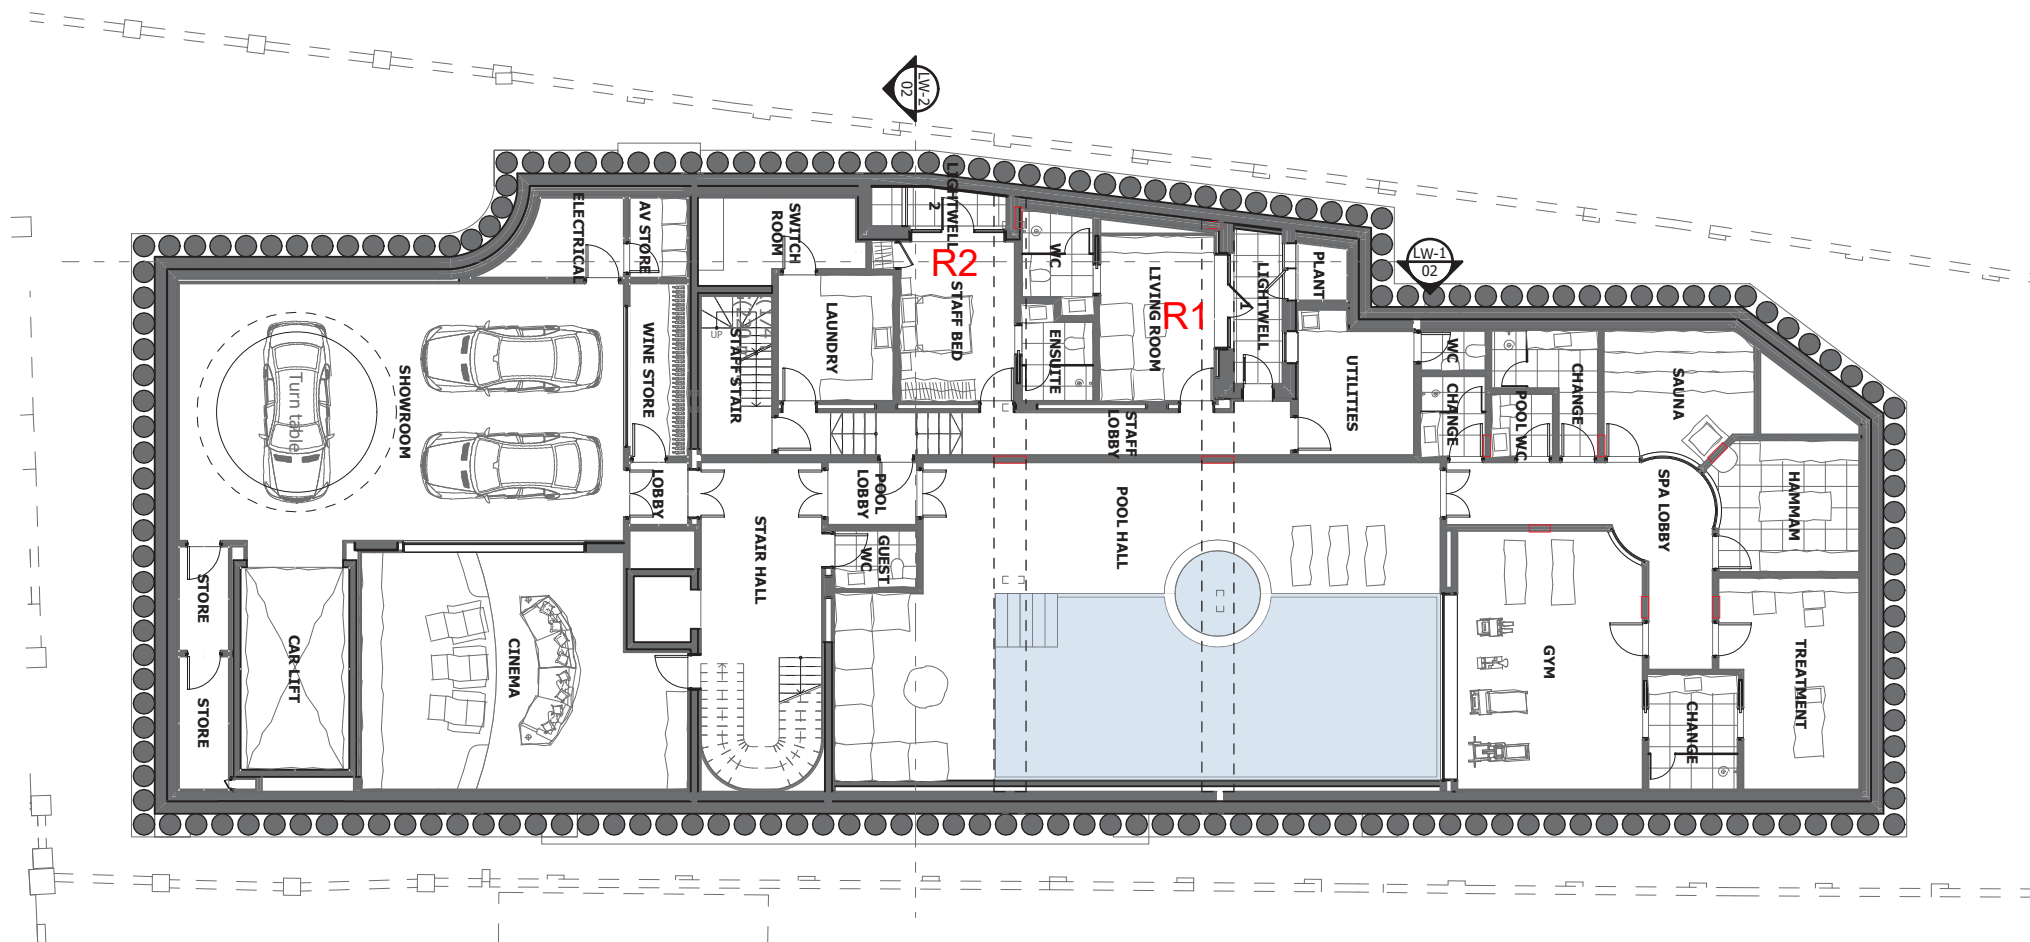 LW-2
02
LW-1
02
ELECTRICAL
AV STORE
SWITCH
ROOM
LIGHTWELL
2
R2
STAFF BED
WC
LIVING ROOM
R1
LIGHTWELL
1
PLANT
SHOWROOM
Turn table
WINE STORE
STAFF STAIR
UP
LAUNDRY
ENSUITE
UTILITIES
WC
CHANGE
POOL WC
CHANGE
SAUNA
STAFF
LOBBY
LOBBY
POOL
LOBBY
STAIR HALL
GUEST
WC
POOL HALL
SPA LOBBY
HAMMAM
STORE
CAR LIFT
CINEMA
STORE
GYM
CHANGE
TREATMENT